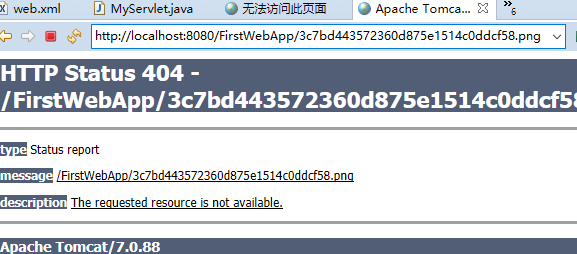 web.xml MyServlet.java 无法访问此页面 Apache Tomca... »6
http://localhost:8080/FirstWebApp/3c7bd443572360d875e1514c0ddcf58.png
HTTP Status 404 -
/FirstWebApp/3c7bd443572360d875e1514c0ddcf58
type Status report
message /FirstWebApp/3c7bd443572360d875e1514c0ddcf58.png
description The requested resource is not available.
Apache Tomcat/7.0.88